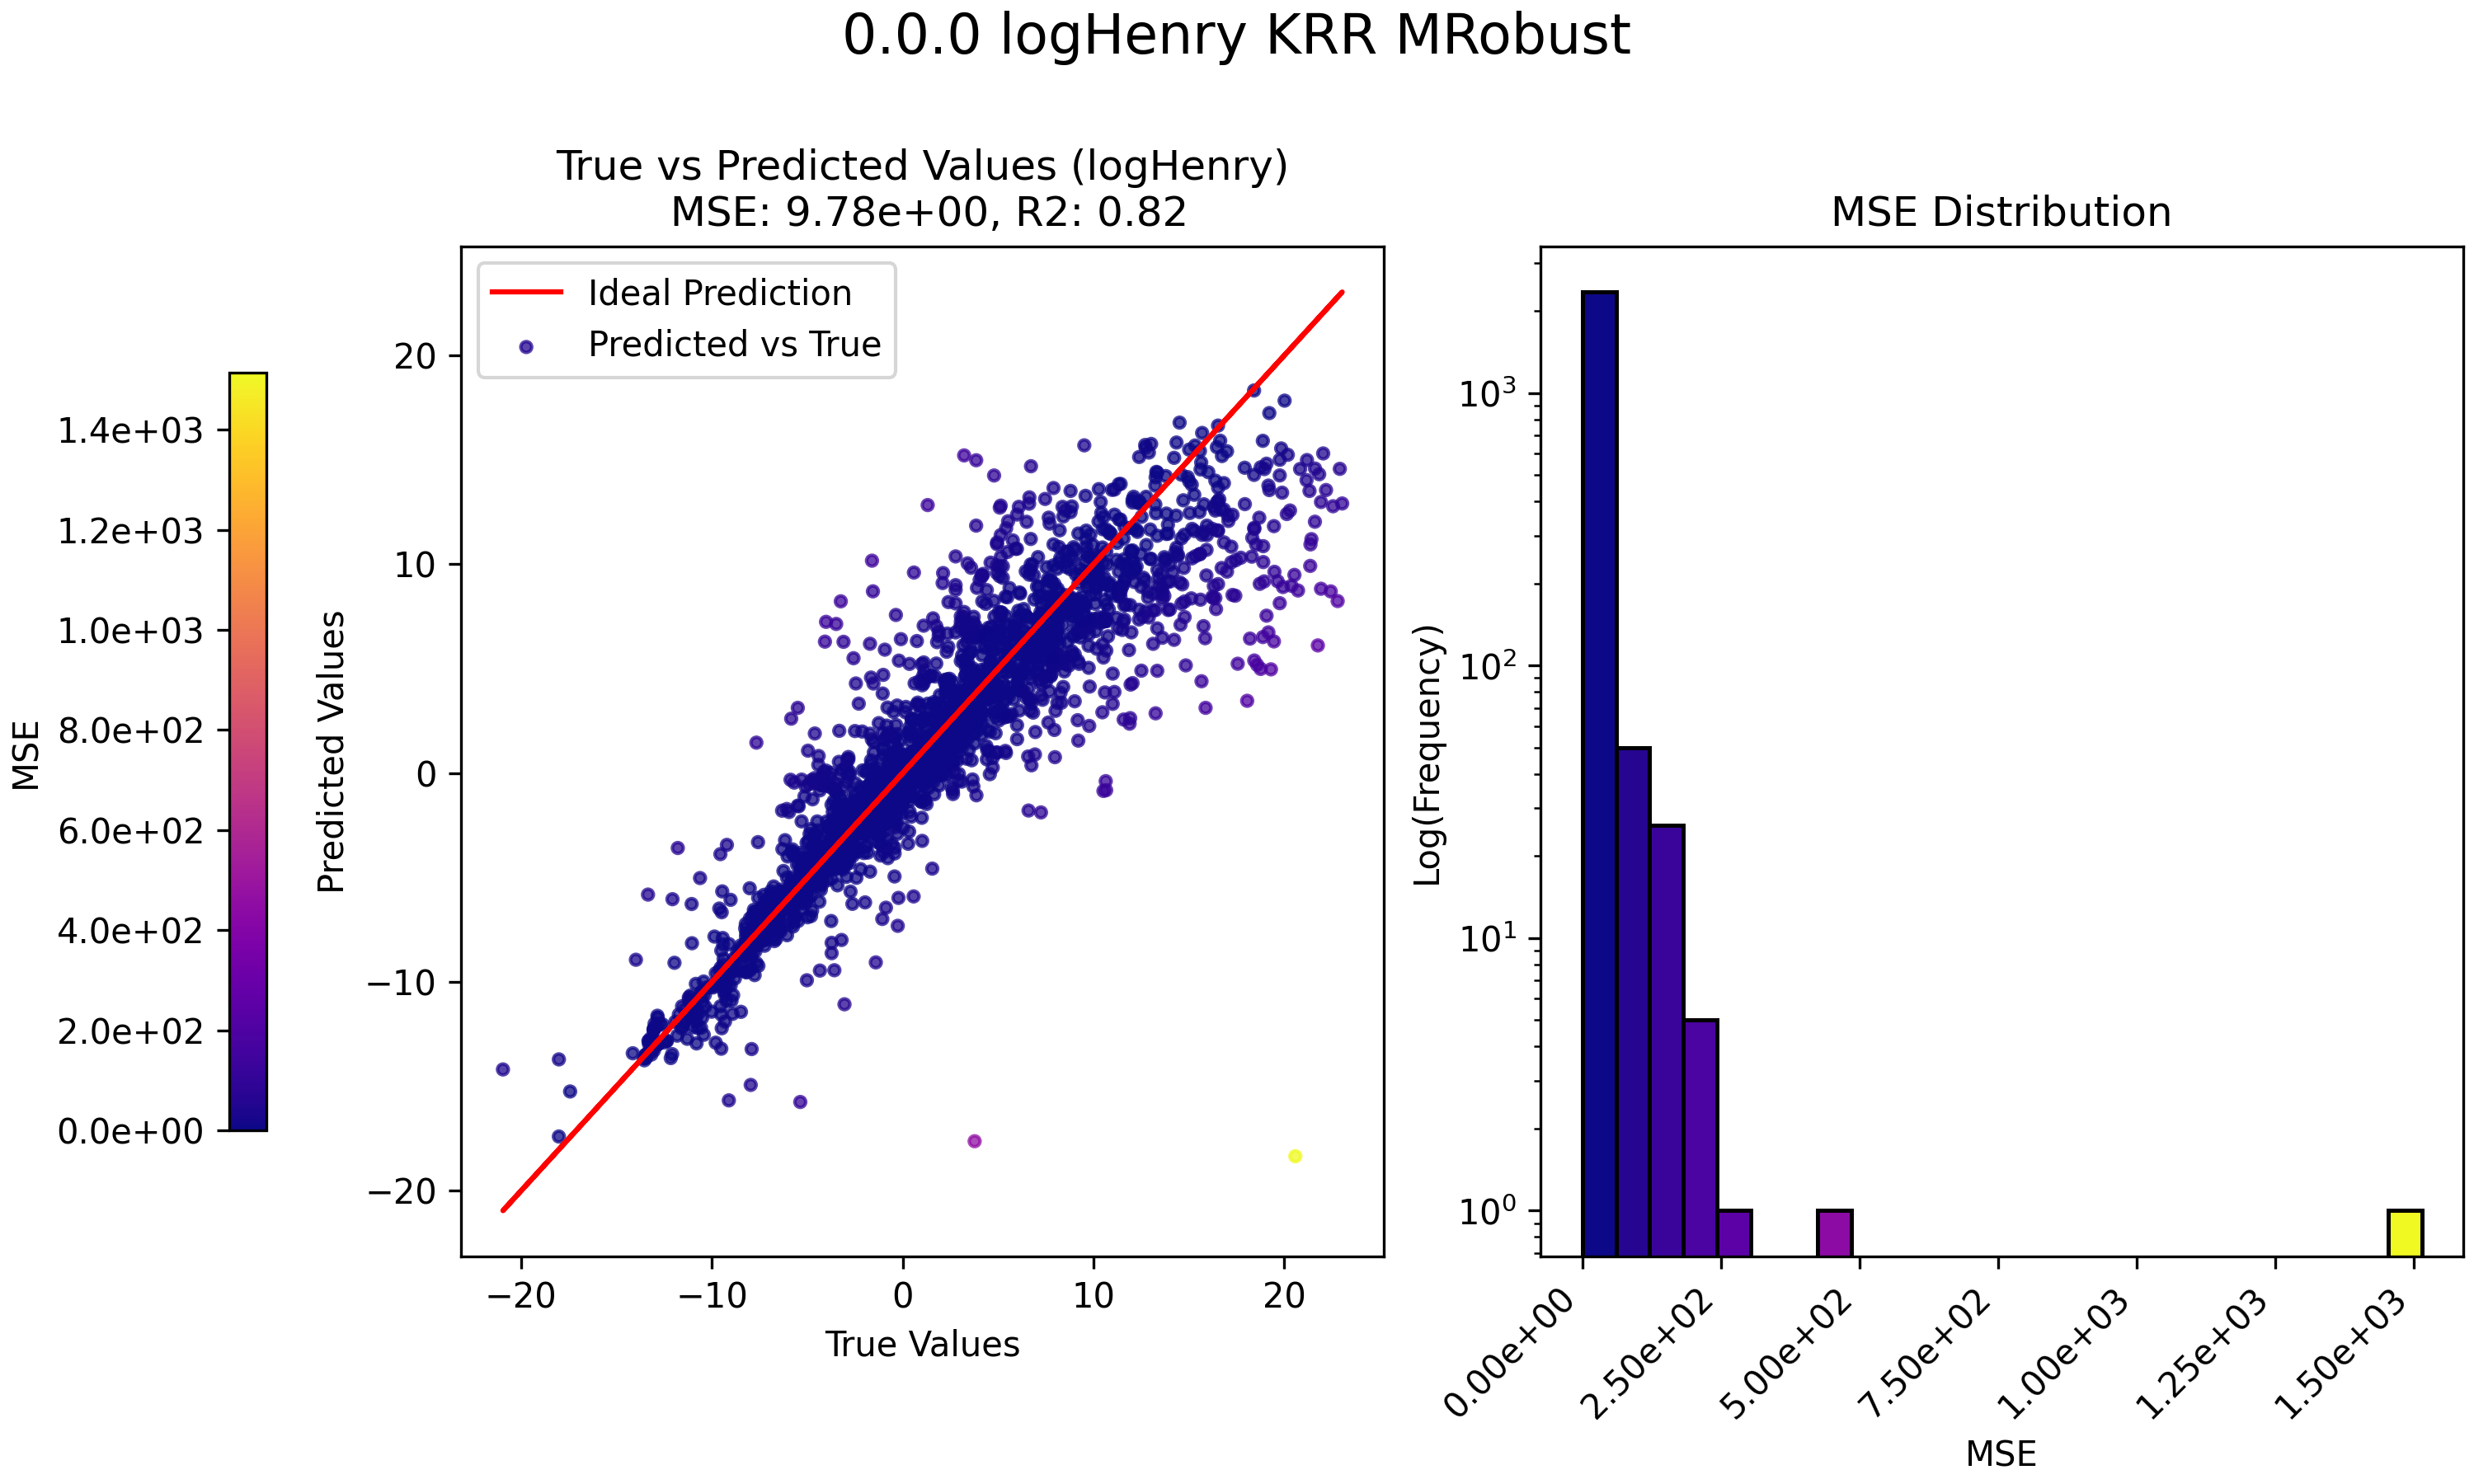 0.0.0 logHenry KRR MRobust
MSE
1.4e+03
1.2e+03
1.0e+03
8.0e+02
6.0e+02
4.0e+02
2.0e+02
0.0e+00
True vs Predicted Values (logHenry)
MSE: 9.78e+00, R2: 0.82
Ideal Prediction
Predicted vs True
Predicted Values
20
10
0
−10
−20
−20
−10
0
10
20
True Values
MSE Distribution
Log(Frequency)
10³
10²
10¹
10⁰
0.00e+00
2.50e+02
5.00e+02
7.50e+02
1.00e+03
1.25e+03
1.50e+03
MSE